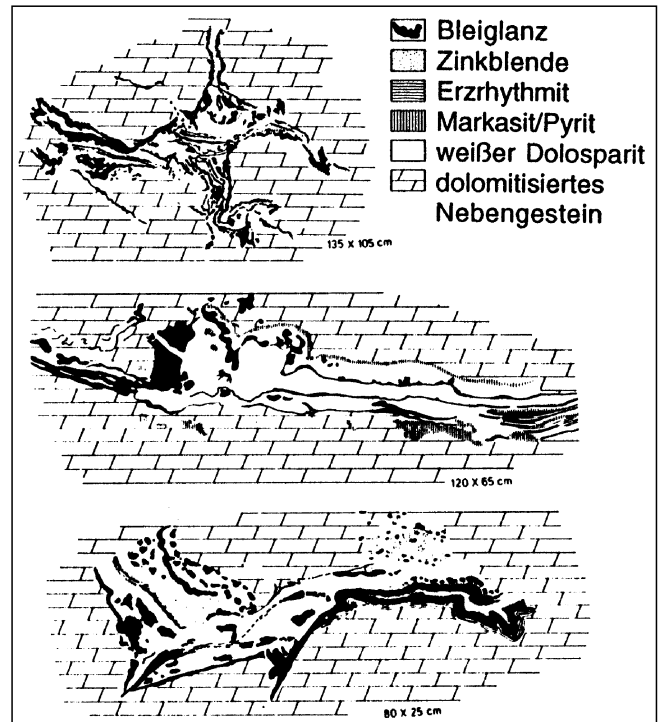 Bleiglanz
Zinkblende
Erzrhythmit
Markasit/Pyrit
weißer Dolosparit
dolomitisiertes
Nebengestein
135 x 105 cm
120 X 65 cm
80 X 25 cm